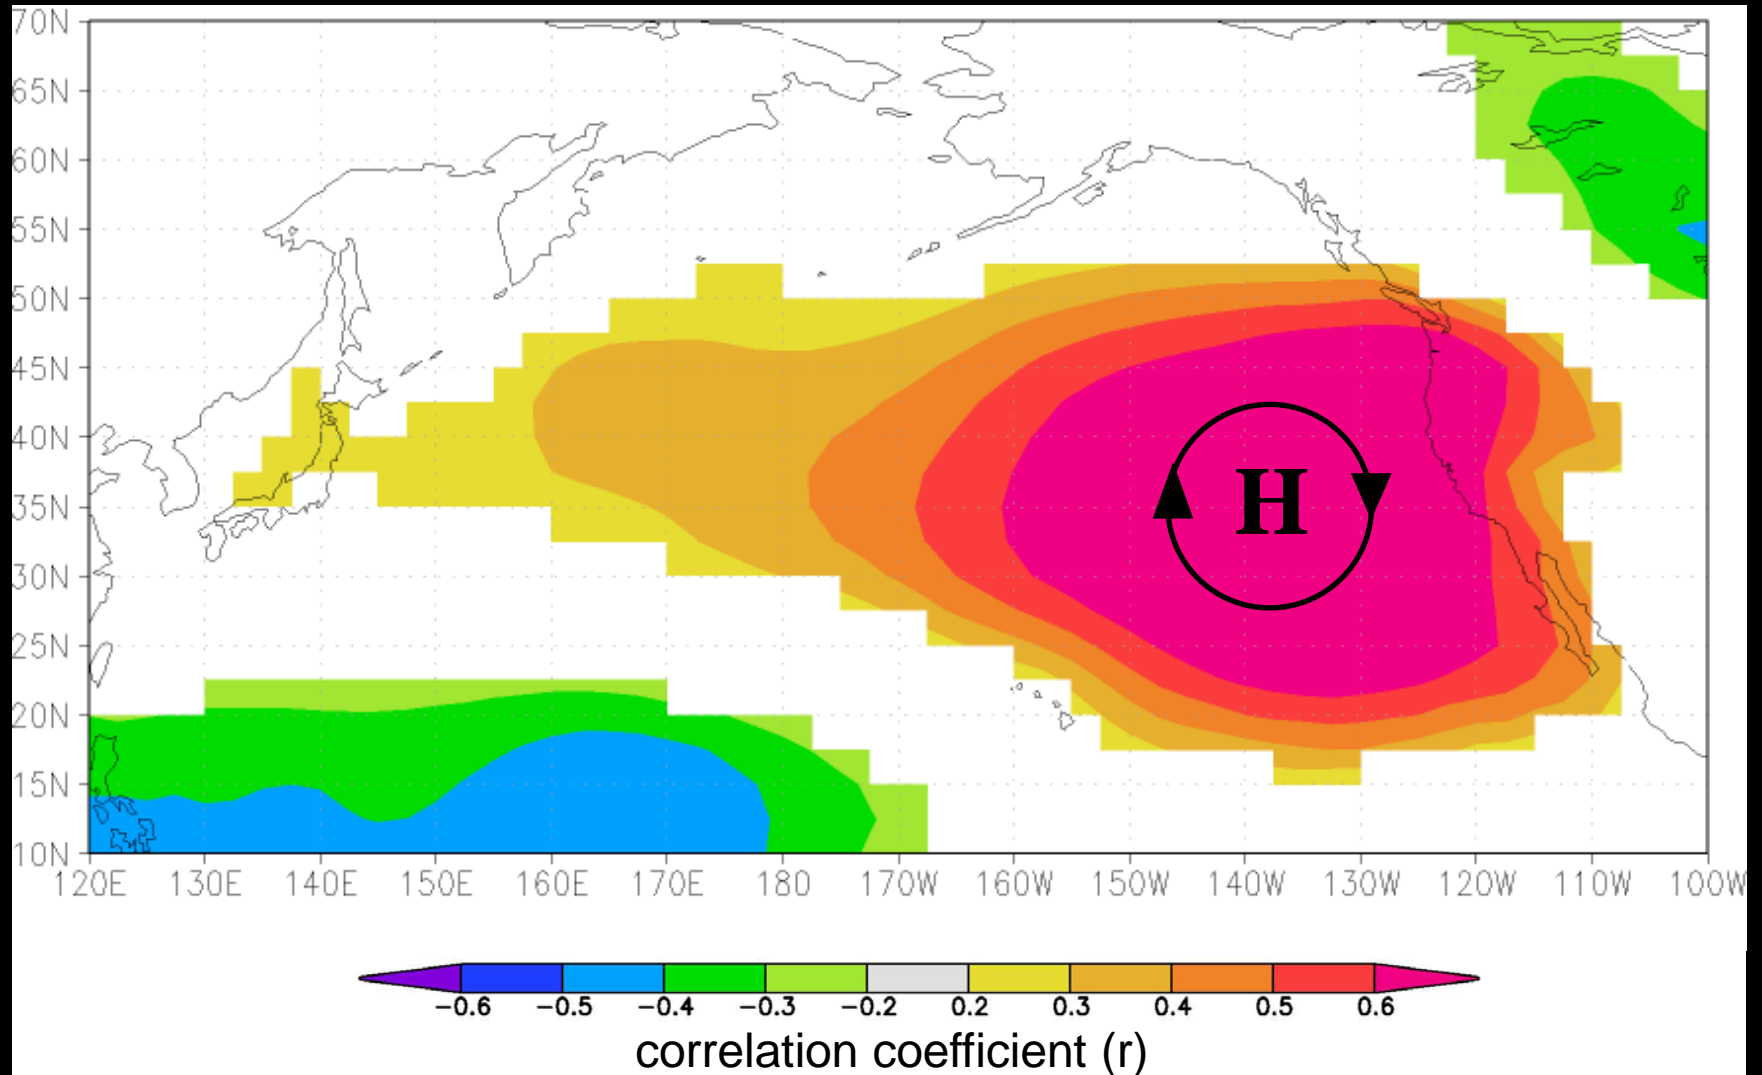 70N
65N
60N
55N
50N
45N
40N
35N
30N
25N
20N
15N
10N
H
120E 130E 140E 150E 160E 170E 180 170W 160W 150W 140W 130W 120W 110W 100W
−0.6 −0.5 −0.4 −0.3 −0.2 0.2 0.3 0.4 0.5 0.6
correlation coefficient (r)